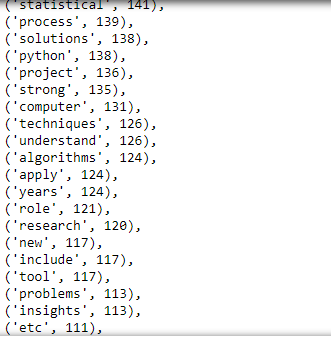 ('statistical', 141),
('process', 139),
('solutions', 138),
('python', 138),
('project', 136),
('strong', 135),
('computer', 131),
('techniques', 126),
('understand', 126),
('algorithms', 124),
('apply', 124),
('years', 124),
('role', 121),
('research', 120),
('new', 117),
('include', 117),
('tool', 117),
('problems', 113),
('insights', 113),
('etc', 111),